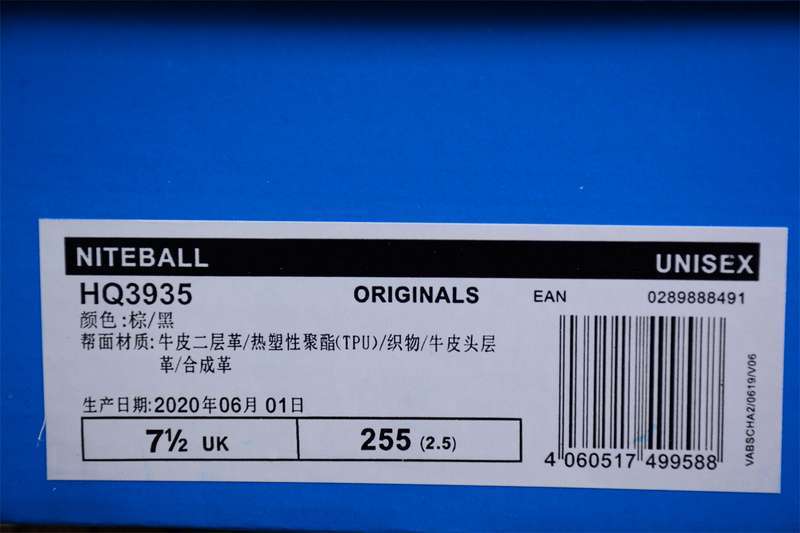 NITEBALL UNISEX
HQ3935 ORIGINALS EAN 0289888491
颜色:棕/黑
帮面材质:牛皮二层革/热塑性聚酯(TPU)/织物/牛皮头层
革/合成革
生产日期:2020年06月 01日
7½ UK 255 (2.5)
4 060517 499588
VABSCHA2/0619/V06